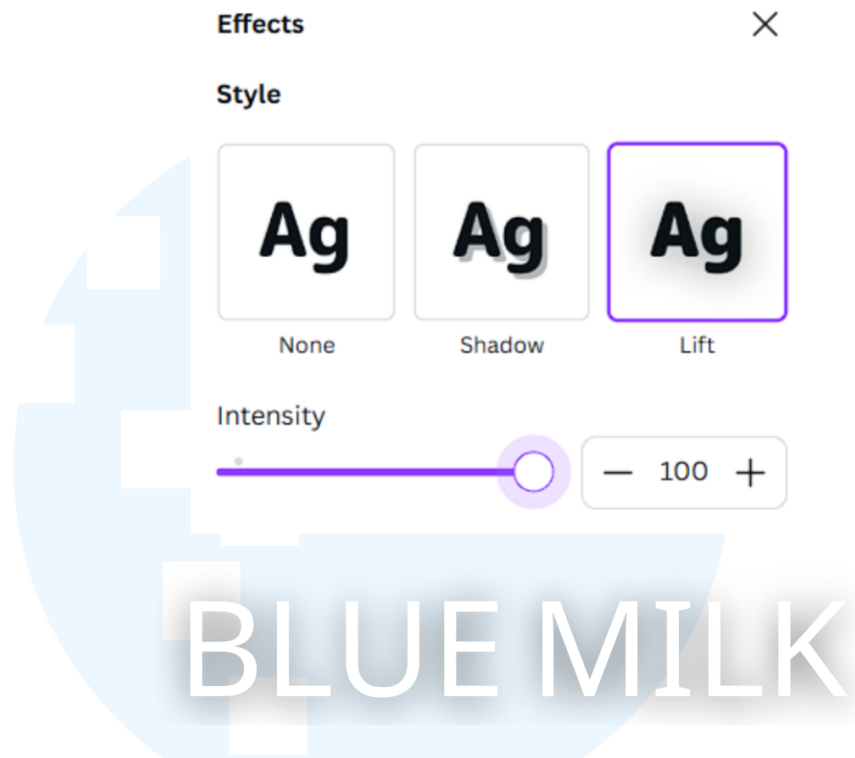 Effects
Style
Ag Ag Ag
None Shadow Lift
Intensity
100
BLUE MILK